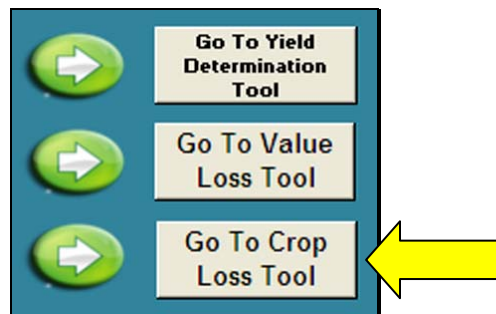 Go To Yield
Determination
Tool
Go To Value
Loss Tool
Go To Crop
Loss Tool